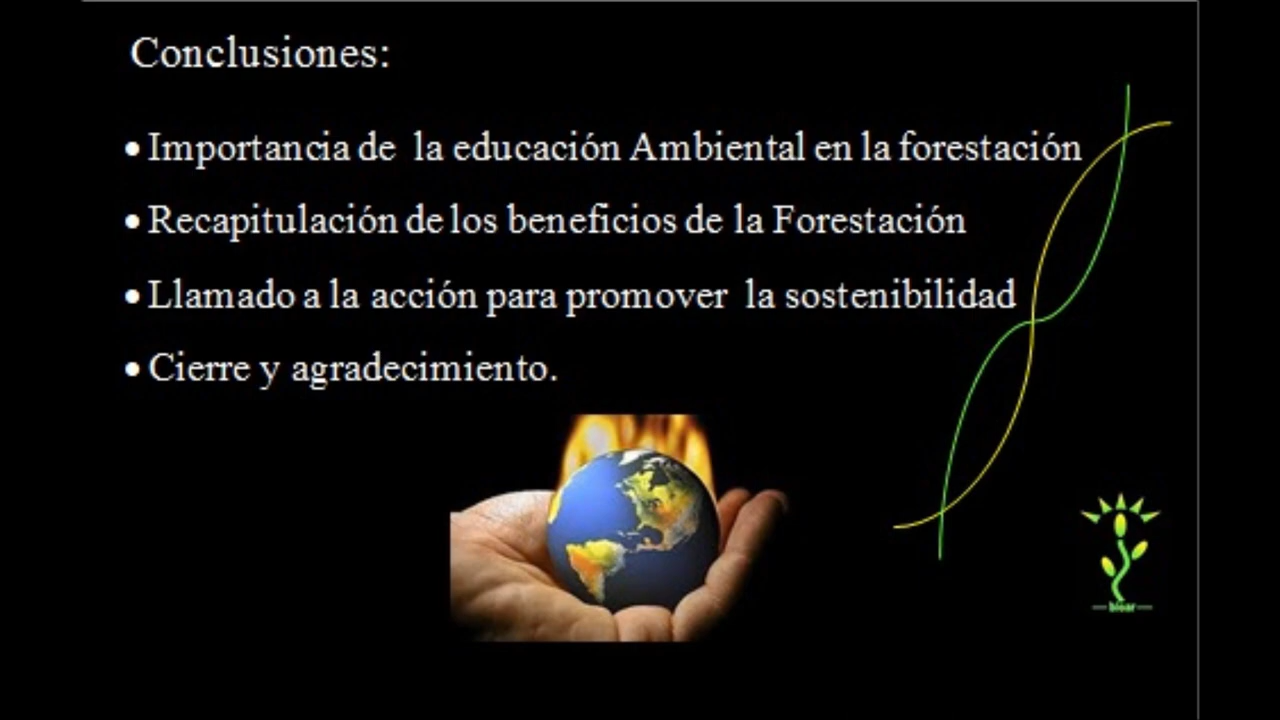 Conclusiones:
• Importancia de la educación Ambiental en la forestación
• Recapitulación de los beneficios de la Forestación
• Llamado a la acción para promover la sostenibilidad
• Cierre y agradecimiento.